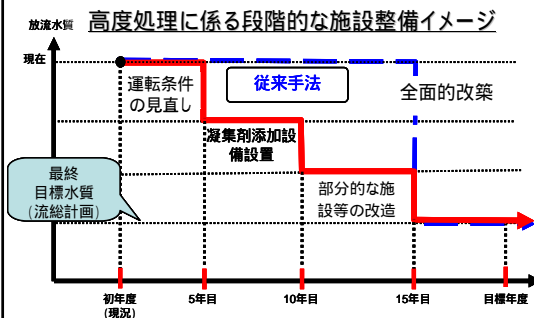 高度処理に係る段階的な施設整備イメージ
放流水質
現在
運転条件
の見直し
従来手法
全面的改築
凝集剤添加設
備設置
最終
目標水質
(流総計画)
部分的な施
設等の改造
初年度
(現況)
5年目
10年目
15年目
目標年度